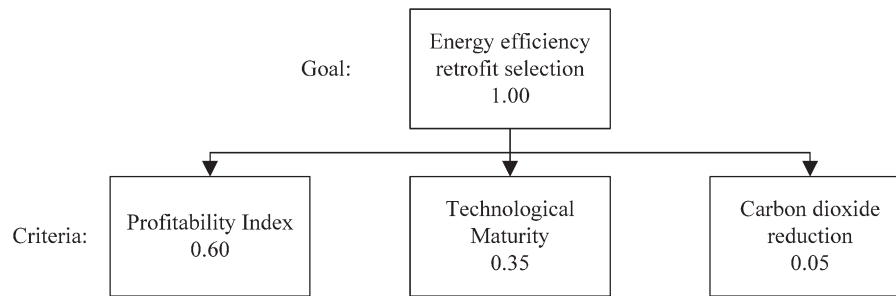 Goal:
Energy efficiency
retrofit selection
1.00
Criteria:
Profitability Index
0.60
Technological
Maturity
0.35
Carbon dioxide
reduction
0.05